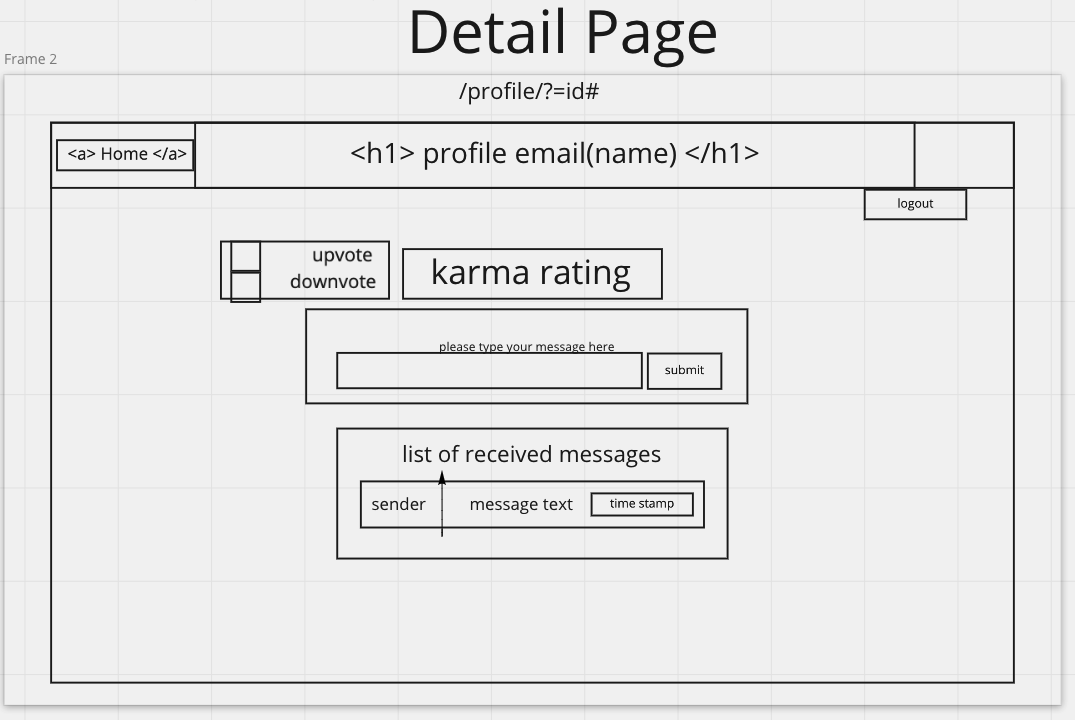 Detail Page
Frame 2
/profile/?=id#
<a> Home </a>
<h1> profile email(name) </h1>
logout
upvote
downvote
karma rating
please type your message here
submit
list of received messages
sender
message text
time stamp